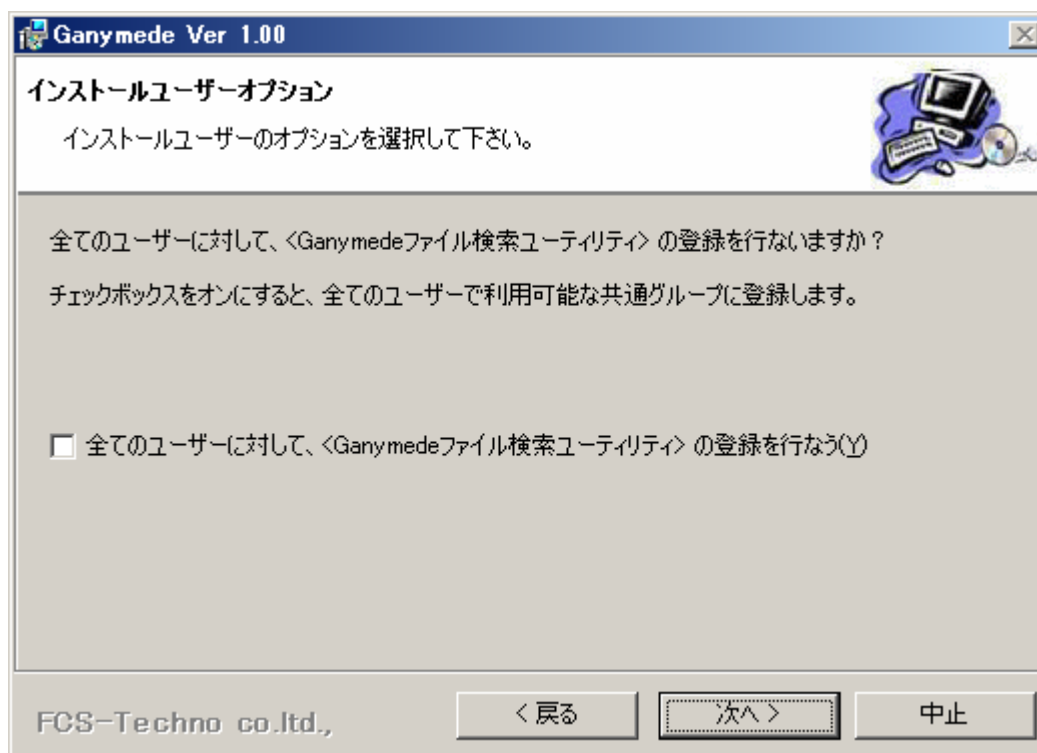 Ganymede Ver 1.00
インストールユーザーオプション
インストールユーザーのオプションを選択して下さい。
全てのユーザーに対して、<Ganymedeファイル検索ユーティリティ> の登録を行ないますか？
チェックボックスをオンにすると、全てのユーザーで利用可能な共通グループに登録します。
全てのユーザーに対して、<Ganymedeファイル検索ユーティリティ> の登録を行なう(Y)
FCS-Techno co.ltd.,
< 戻る
次へ >
中止